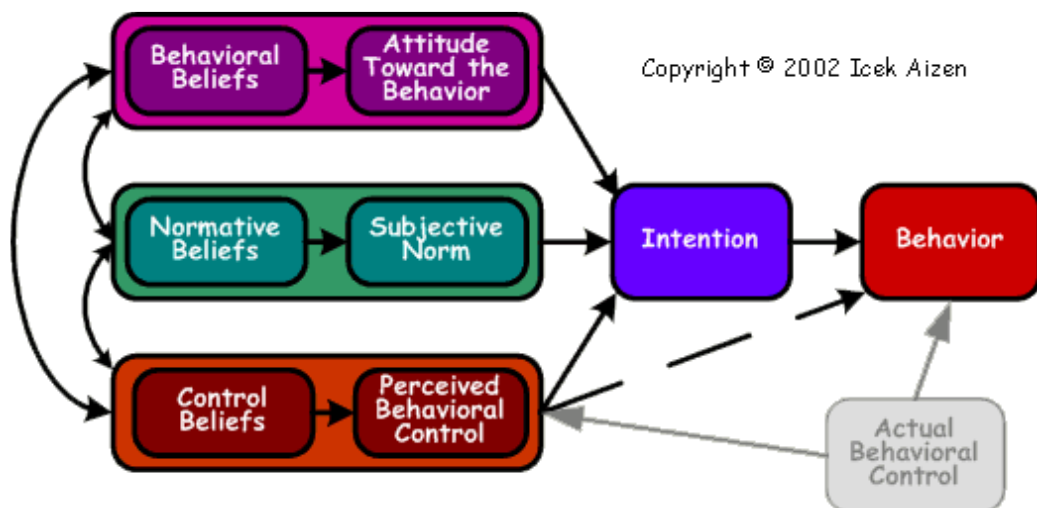 Behavioral
Beliefs
Attitude
Toward the
Behavior
Copyright © 2002 Icek Aizen
Normative
Beliefs
Subjective
Norm
Intention
Behavior
Control
Beliefs
Perceived
Behavioral
Control
Actual
Behavioral
Control